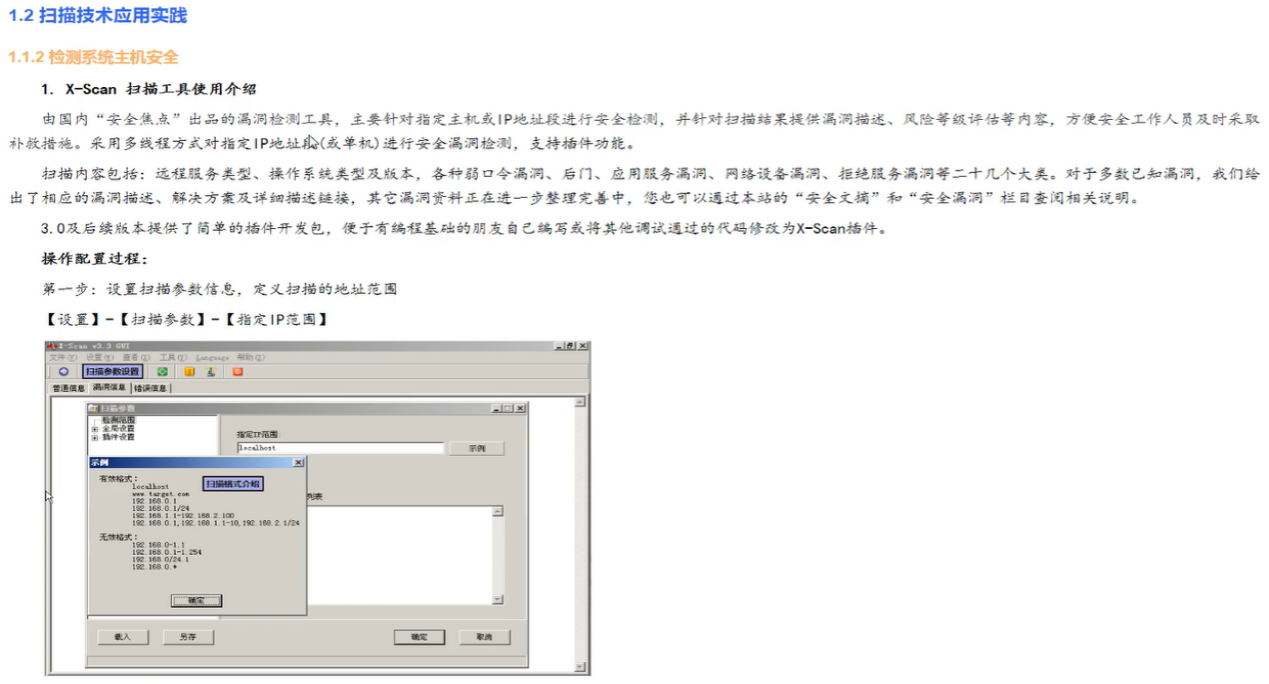 1.2 扫描技术应用实践
1.1.2 检测系统主机安全
1. X-Scan 扫描工具使用介绍
由国内“安全焦点”出品的漏洞检测工具，主要针对指定主机或IP地址段进行安全检测，并针对扫描结果提供漏洞描述、风险等级评估等内容，方便安全工作人员及时采取
补救措施。采用多线程方式对指定IP地址段(或单机)进行安全漏洞检测，支持插件功能。
扫描内容包括：远程服务类型、操作系统类型及版本，各种弱口令漏洞、后门、应用服务漏洞、网络设备漏洞、拒绝服务漏洞等二十几个大类。对于多数已知漏洞，我们给
出了相应的漏洞描述、解决方案及详细描述链接，其它漏洞资料正在进一步整理完善中，您也可以通过本站的“安全文摘”和“安全漏洞”栏目查阅相关说明。
3.0及后续版本提供了简单的插件开发包，便于有编程基础的朋友自己编写或将其他调试通过的代码修改为X-Scan插件。
操作配置过程：
第一步：设置扫描参数信息，定义扫描的地址范围
【设置】-【扫描参数】-【指定IP范围】
X-Scan v3.3 GUI
文件(F) 设置(W) 查看(X) 工具(Y) Language 帮助(Z)
扫描参数设置
普通信息 漏洞信息 错误信息
扫描参数
检测范围
全局设置
插件设置
指定IP范围
localhost
示例
示例
有效格式：
扫描格式介绍
localhost
www.target.com
192.168.0.1
192.168.0.1/24
192.168.1.1-192.168.2.100
192.168.0.1,192.168.1.1-10,192.168.2.1/24
列表
无效格式：
192.168.0-1.1
192.168.0.1-1.254
192.168.0/24.1
192.168.0.*
确定
载入 另存 确定 取消